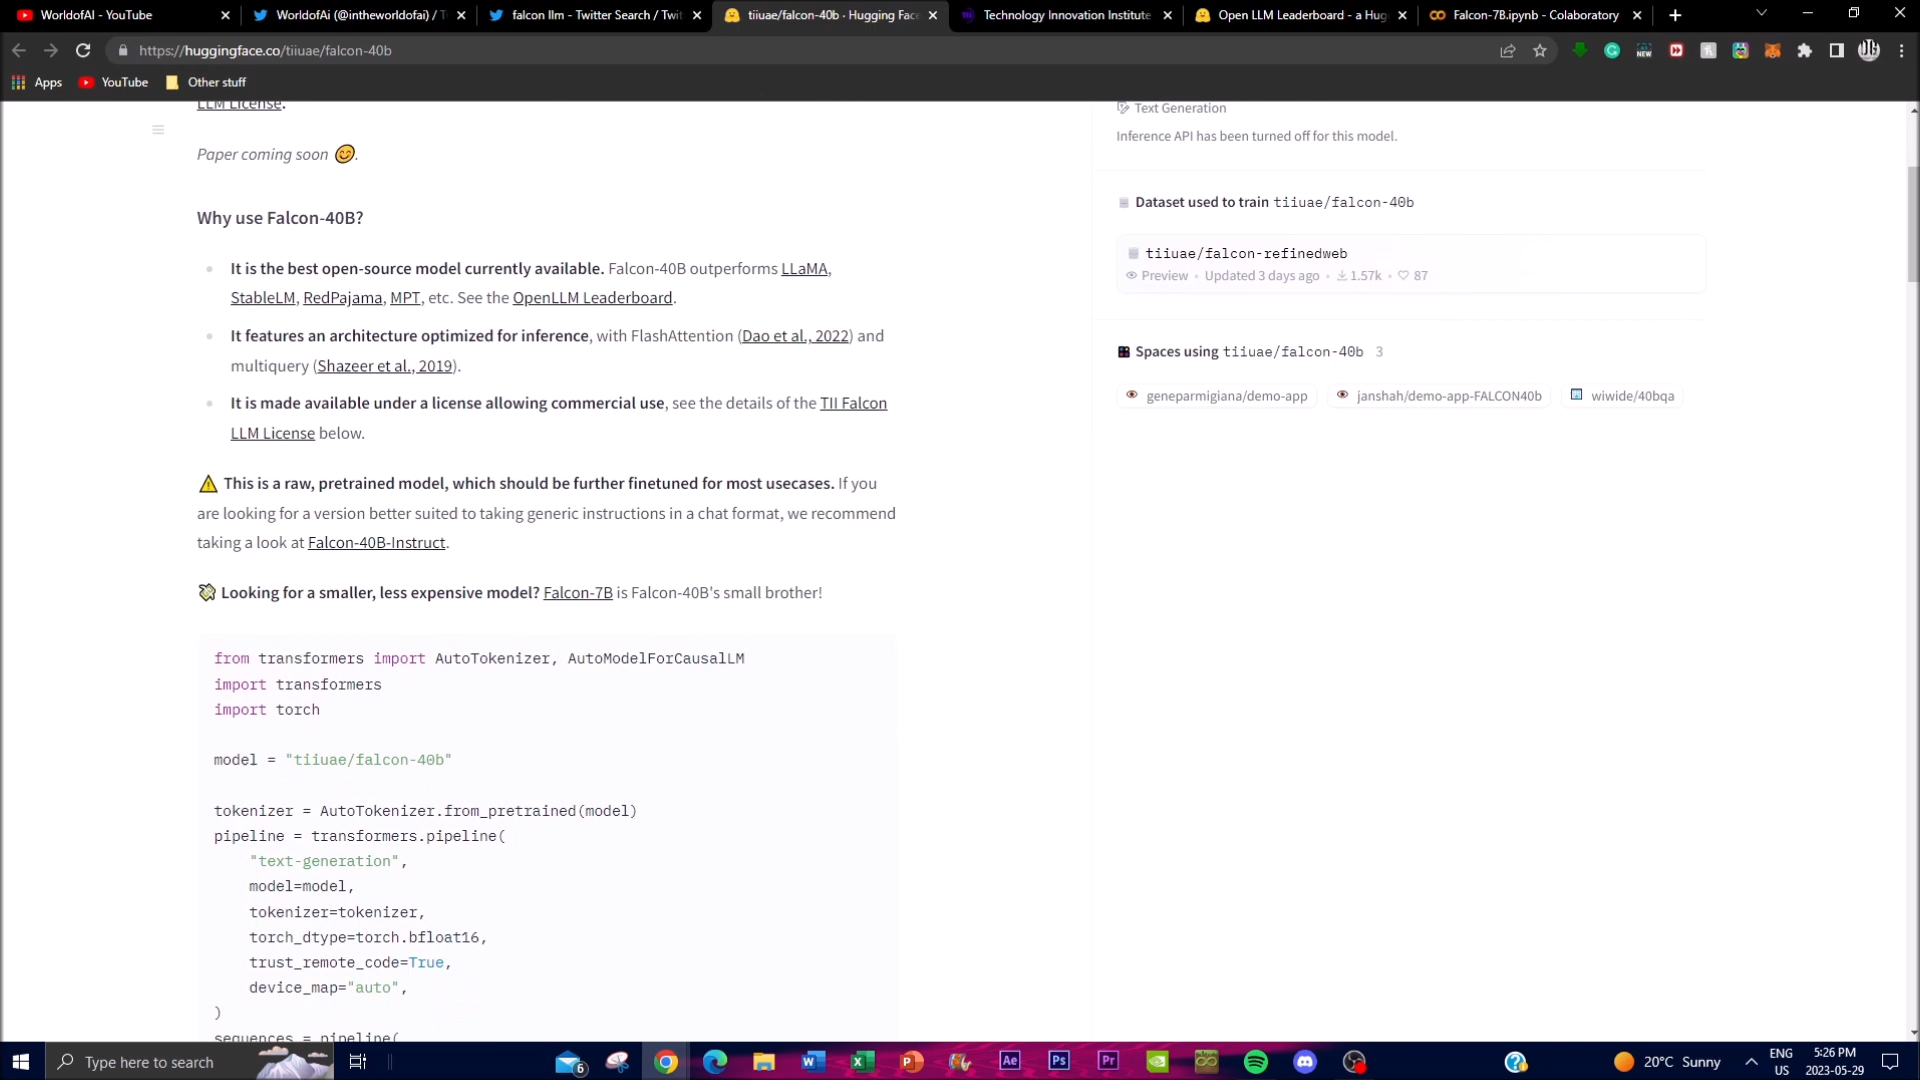 WorldofAI - YouTube
WorldofAi (@intheworldofai) / T
falcon llm - Twitter Search / Twit
tiiuae/falcon-40b · Hugging Face
Technology Innovation Institute
Open LLM Leaderboard - a Hug
Falcon-7B.ipynb - Colaboratory
https://huggingface.co/tiiuae/falcon-40b
NEW
Apps
YouTube
Other stuff
LLM License.
Paper coming soon 😊.
Why use Falcon-40B?
• It is the best open-source model currently available. Falcon-40B outperforms LLaMA,
StableLM, RedPajama, MPT, etc. See the OpenLLM Leaderboard.
• It features an architecture optimized for inference, with FlashAttention (Dao et al., 2022) and
multiquery (Shazeer et al., 2019).
• It is made available under a license allowing commercial use, see the details of the TII Falcon
LLM License below.
⚠️ This is a raw, pretrained model, which should be further finetuned for most usecases. If you
are looking for a version better suited to taking generic instructions in a chat format, we recommend
taking a look at Falcon-40B-Instruct.
💸 Looking for a smaller, less expensive model? Falcon-7B is Falcon-40B's small brother!
from transformers import AutoTokenizer, AutoModelForCausalLM
import transformers
import torch
model = "tiiuae/falcon-40b"
tokenizer = AutoTokenizer.from_pretrained(model)
pipeline = transformers.pipeline(
    "text-generation",
    model=model,
    tokenizer=tokenizer,
    torch_dtype=torch.bfloat16,
    trust_remote_code=True,
    device_map="auto",
)
sequences = pipeline(
Text Generation
Inference API has been turned off for this model.
Dataset used to train tiiuae/falcon-40b
tiiuae/falcon-refinedweb
Preview • Updated 3 days ago • 1.57k • 87
Spaces using tiiuae/falcon-40b 3
geneparmigiana/demo-app
janshah/demo-app-FALCON40b
wiwide/40bqa
Type here to search
6
Ae
Ps
Pr
20°C Sunny
ENG
US
5:26 PM
2023-05-29